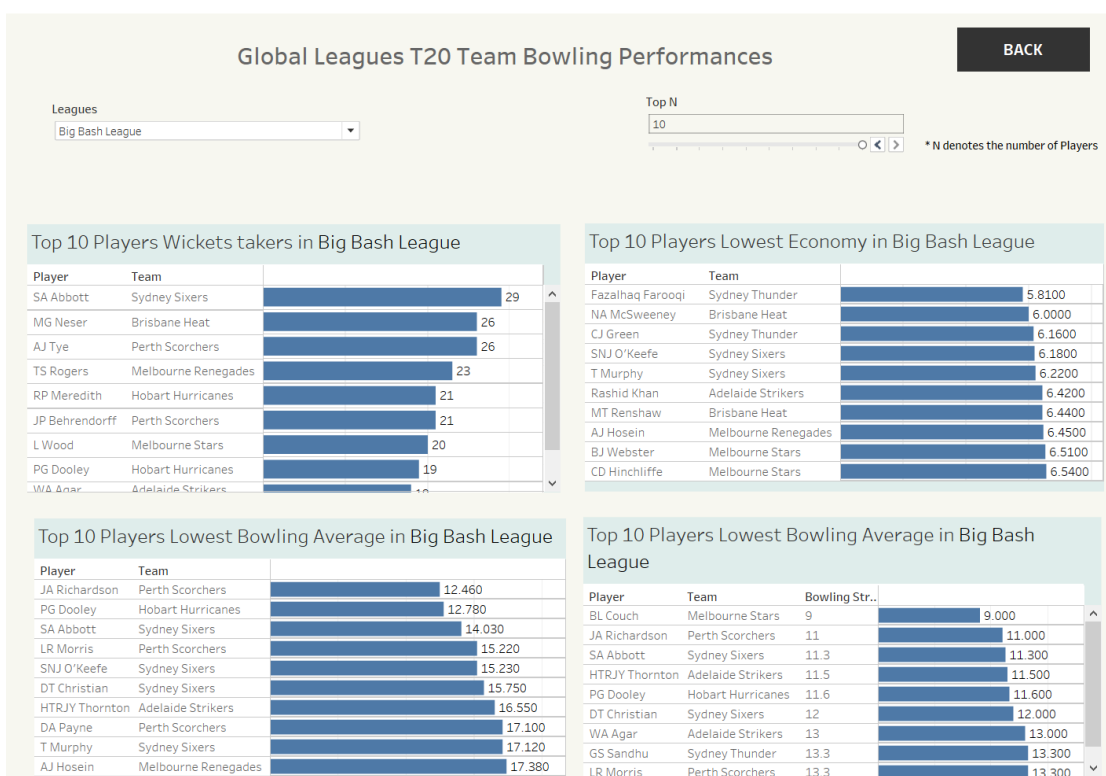 Global Leagues T20 Team Bowling Performances
BACK
Leagues
Big Bash League
Top N
10
* N denotes the number of Players
Top 10 Players Wickets takers in Big Bash League
Player Team
SA Abbott Sydney Sixers 29
MG Neser Brisbane Heat 26
AJ Tye Perth Scorchers 26
TS Rogers Melbourne Renegades 23
RP Meredith Hobart Hurricanes 21
JP Behrendorff Perth Scorchers 21
L Wood Melbourne Stars 20
PG Dooley Hobart Hurricanes 19
WA Agar Adelaide Strikers
Top 10 Players Lowest Economy in Big Bash League
Player Team
Fazalhaq Farooqi Sydney Thunder 5.8100
NA McSweeney Brisbane Heat 6.0000
CJ Green Sydney Thunder 6.1600
SNJ O'Keefe Sydney Sixers 6.1800
T Murphy Sydney Sixers 6.2200
Rashid Khan Adelaide Strikers 6.4200
MT Renshaw Brisbane Heat 6.4400
AJ Hosein Melbourne Renegades 6.4500
BJ Webster Melbourne Stars 6.5100
CD Hinchliffe Melbourne Stars 6.5400
Top 10 Players Lowest Bowling Average in Big Bash League
Player Team
JA Richardson Perth Scorchers 12.460
PG Dooley Hobart Hurricanes 12.780
SA Abbott Sydney Sixers 14.030
LR Morris Perth Scorchers 15.220
SNJ O'Keefe Sydney Sixers 15.230
DT Christian Sydney Sixers 15.750
HTRJY Thornton Adelaide Strikers 16.550
DA Payne Perth Scorchers 17.100
T Murphy Sydney Sixers 17.120
AJ Hosein Melbourne Renegades 17.380
Top 10 Players Lowest Bowling Average in Big Bash
League
Player Team Bowling Str..
BL Couch Melbourne Stars 9 9.000
JA Richardson Perth Scorchers 11 11.000
SA Abbott Sydney Sixers 11.3 11.300
HTRJY Thornton Adelaide Strikers 11.5 11.500
PG Dooley Hobart Hurricanes 11.6 11.600
DT Christian Sydney Sixers 12 12.000
WA Agar Adelaide Strikers 13 13.000
GS Sandhu Sydney Thunder 13.3 13.300
LR Morris Perth Scorchers 13.3 13.300